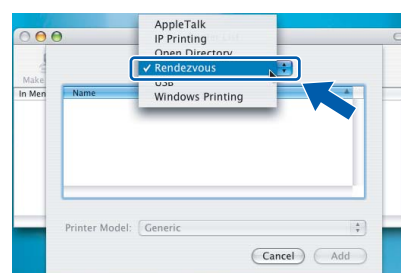 AppleTalk
IP Printing
Open Directory
✓ Rendezvous
USB
Windows Printing
Make
In Men
Name
Printer Model: Generic
Cancel Add